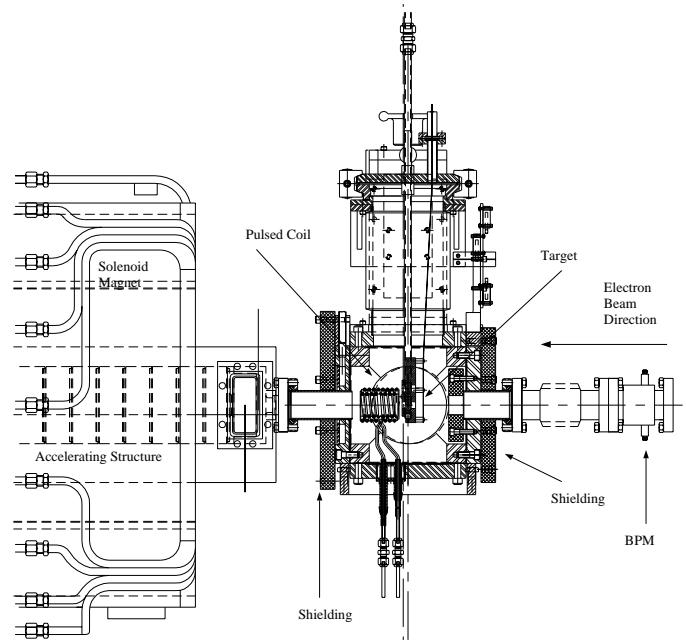 Pulsed Coil
Target
Solenoid
Magnet
Electron
Beam
Direction
Accelerating Structure
Shielding
BPM
Shielding